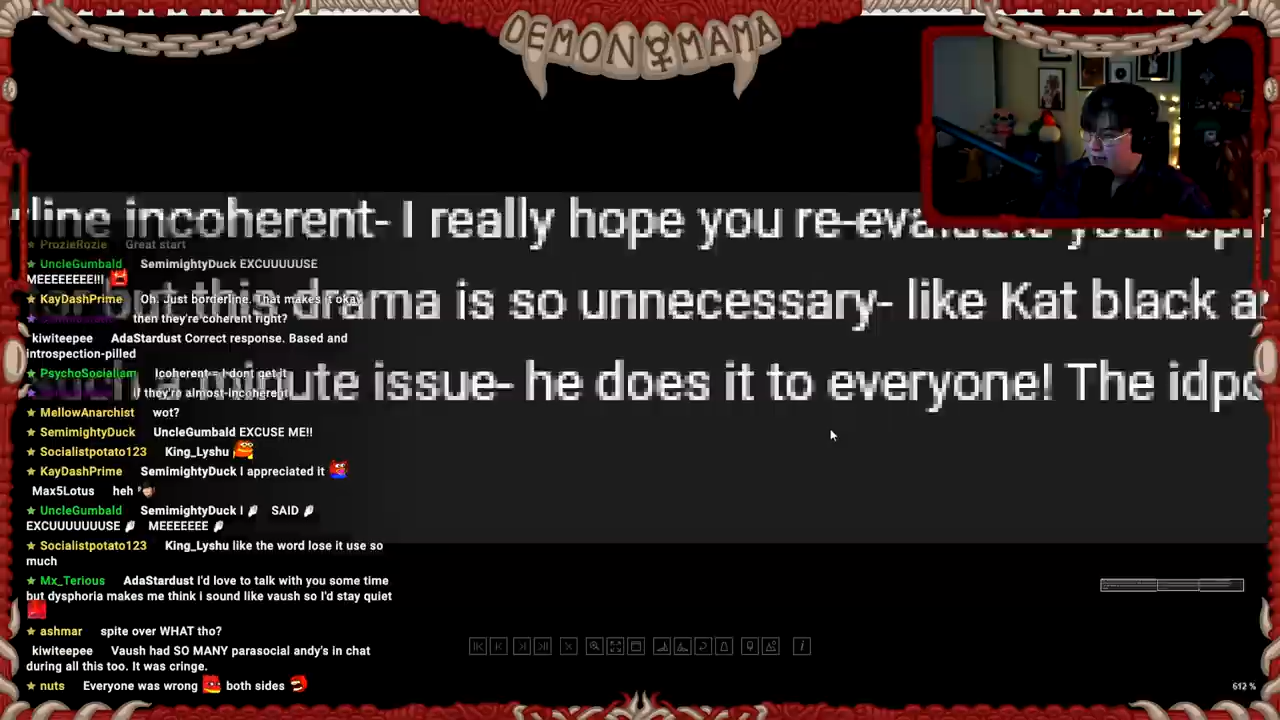 DEMON MAMA
line incoherent- I really hope you re-evaluate your
but this drama is so unnecessary- like Kat black
such a minute issue- he does it to everyone! The
ProzieRozie Great start
UncleGumbald SemimightyDuck EXCUUUUUSE
MEEEEEEEE!!!
KayDashPrime Oh. Just borderline. That makes it okay
then they're coherent right?
kiwiteepee AdaStardust Correct response. Based and
introspection-pilled
PsychoSocialism Icoherent = I dont get it
if they're almost-incoherent
MellowAnarchist wot?
SemimightyDuck UncleGumbald EXCUSE ME!!
Socialistpotato123 King_Lyshu
KayDashPrime SemimightyDuck I appreciated it
Max5Lotus heh
UncleGumbald SemimightyDuck I SAID
EXCUUUUUUUSE MEEEEEEE
Socialistpotato123 King_Lyshu like the word lose it use so
much
Mx_Terious AdaStardust I'd love to talk with you some time
but dysphoria makes me think i sound like vaush so I'd stay quiet
ashmar spite over WHAT tho?
kiwiteepee Vaush had SO MANY parasocial andy's in chat
during all this too. It was cringe.
nuts Everyone was wrong both sides
612 %